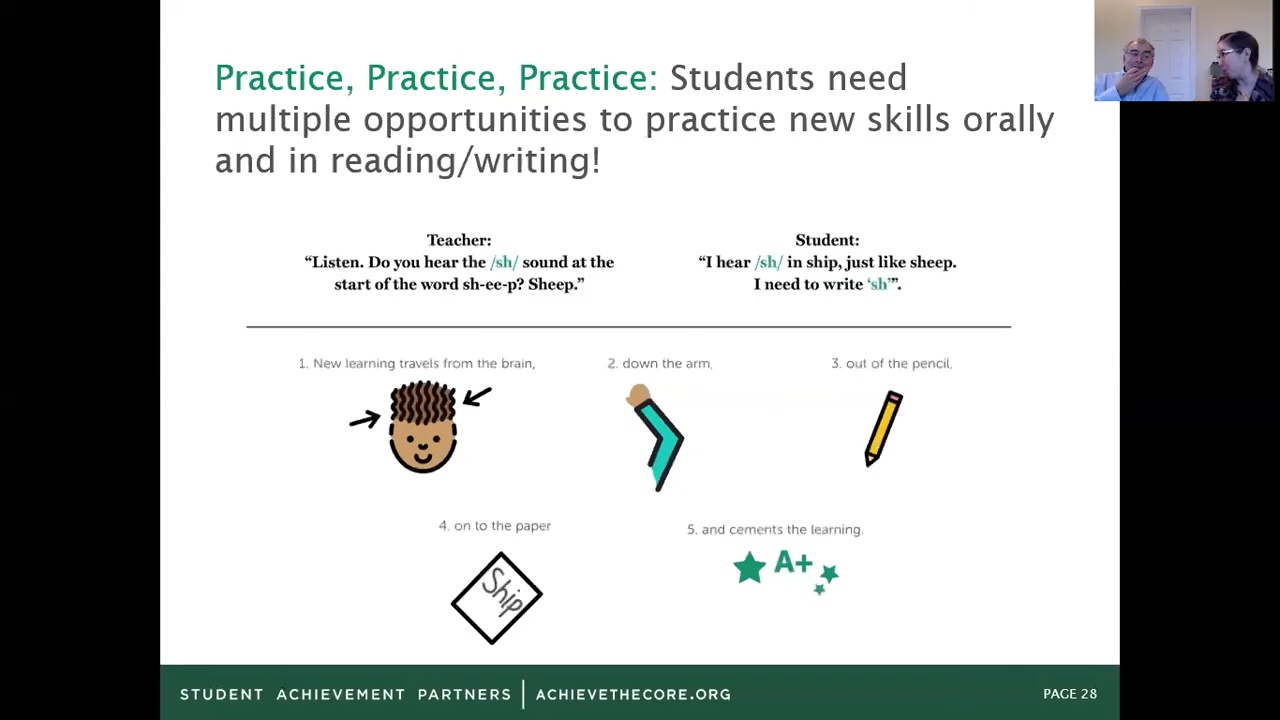 Practice, Practice, Practice: Students need
multiple opportunities to practice new skills orally
and in reading/writing!
Teacher:
“Listen. Do you hear the /sh/ sound at the
start of the word sh-ee-p? Sheep.”
Student:
“I hear /sh/ in ship, just like sheep.
I need to write ‘sh’”.
1. New learning travels from the brain,
2. down the arm,
3. out of the pencil,
4. on to the paper
Ship
5. and cements the learning.
A+
STUDENT ACHIEVEMENT PARTNERS | ACHIEVETHECORE.ORG
PAGE 28